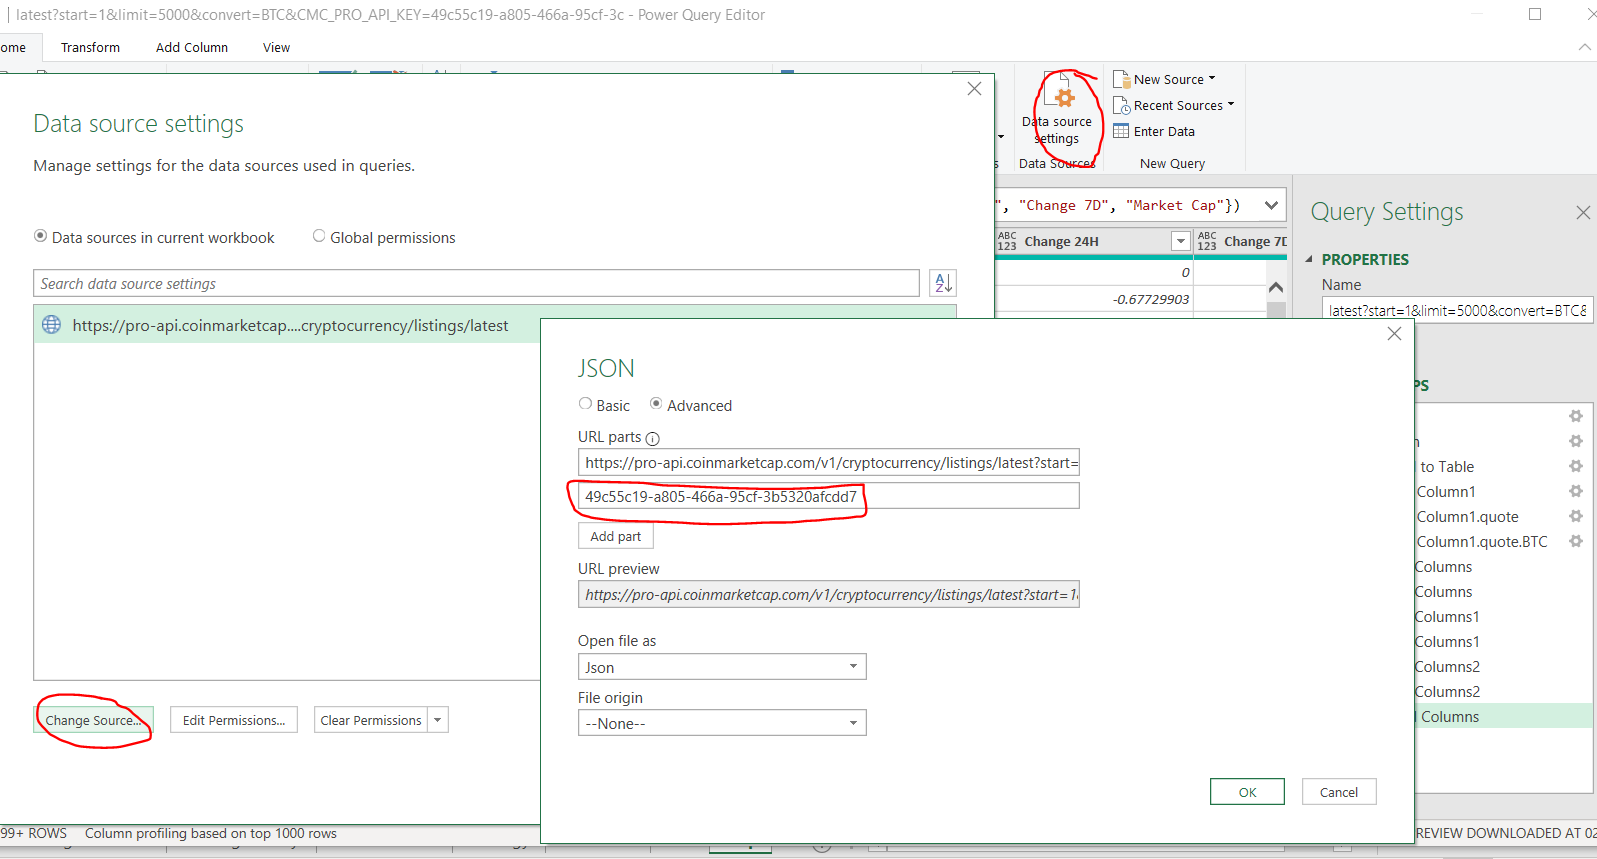 latest?start=1&limit=5000&convert=BTC&CMC_PRO_API_KEY=49c55c19-a805-466a-95cf-3c - Power Query Editor
ome Transform Add Column View
Data source settings
Data Sources
New Source
Recent Sources
Enter Data
New Query
Data source settings
Manage settings for the data sources used in queries.
Data sources in current workbook Global permissions
Search data source settings
A
Z
https://pro-api.coinmarketcap....cryptocurrency/listings/latest
Change Source... Edit Permissions... Clear Permissions
", "Change 7D", "Market Cap"})
ABC
123 Change 24H
ABC
123 Change 7D
0
-0.67729903
Query Settings
PROPERTIES
Name
latest?start=1&limit=5000&convert=BTC&
PS
to Table
Column1
Column1.quote
Column1.quote.BTC
Columns
Columns
Columns1
Columns1
Columns2
Columns2
Columns
JSON
Basic Advanced
URL parts
https://pro-api.coinmarketcap.com/v1/cryptocurrency/listings/latest?start=
49c55c19-a805-466a-95cf-3b5320afcdd7
Add part
URL preview
https://pro-api.coinmarketcap.com/v1/cryptocurrency/listings/latest?start=1
Open file as
Json
File origin
--None--
OK Cancel
99+ ROWS Column profiling based on top 1000 rows
REVIEW DOWNLOADED AT 02